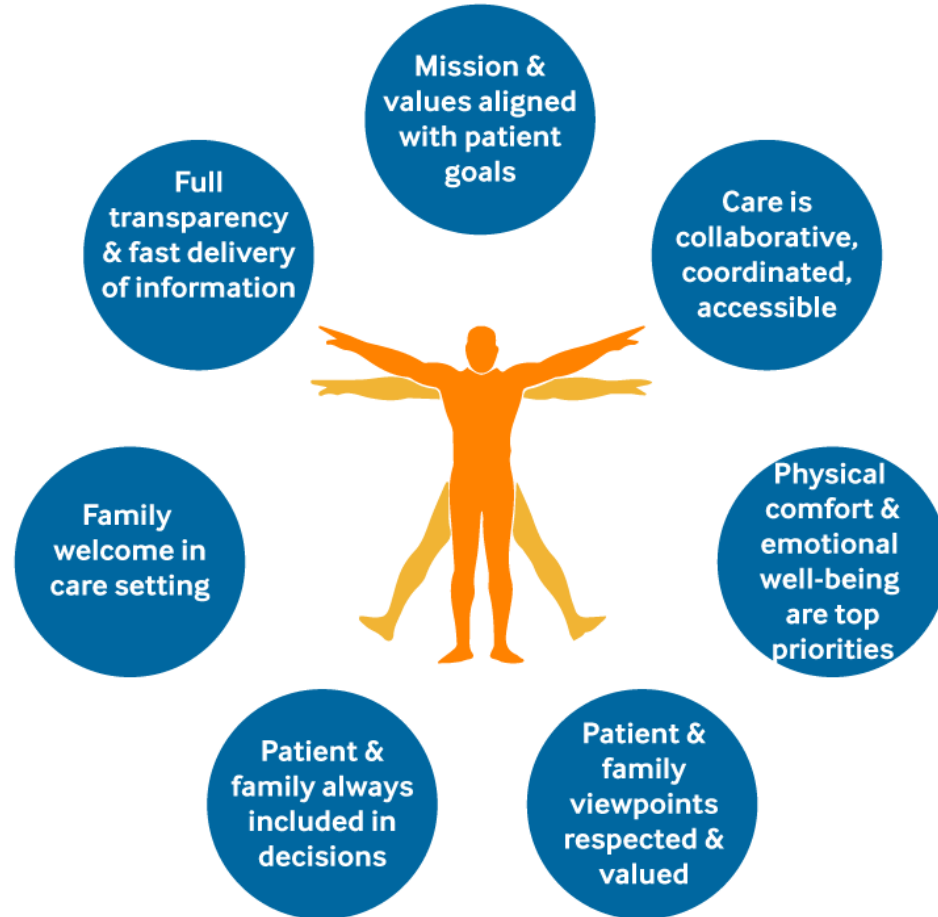 Mission &
values aligned
with patient
goals
Care is
collaborative,
coordinated,
accessible
Physical
comfort &
emotional
well-being
are top
priorities
Patient &
family
viewpoints
respected &
valued
Patient &
family always
included in
decisions
Family
welcome in
care setting
Full
transparency
& fast delivery
of information